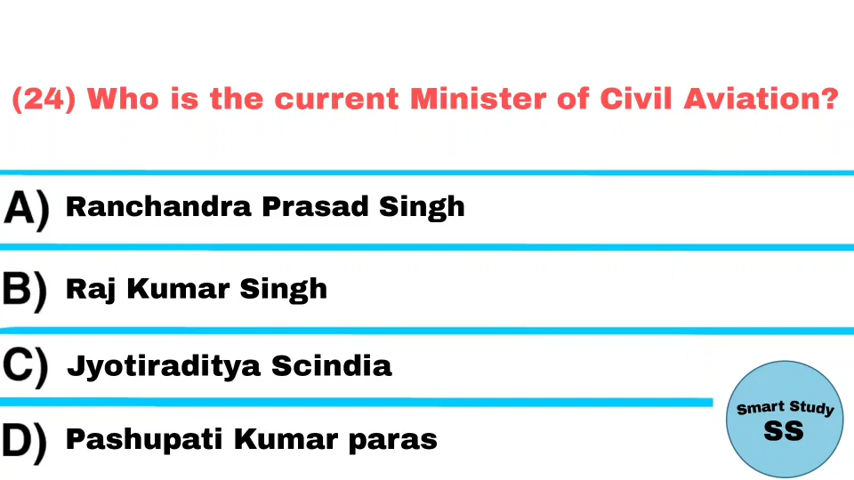 (24) Who is the current Minister of Civil Aviation?
A) Ranchandra Prasad Singh
B) Raj Kumar Singh
C) Jyotiraditya Scindia
D) Pashupati Kumar paras
Smart Study
SS